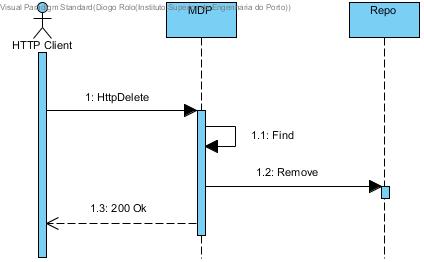 Visual Paradigm Standard(Diogo Rolo(Instituto Superior de Engenharia do Porto))
MDP
Repo
HTTP Client
1: HttpDelete
1.1: Find
1.2: Remove
1.3: 200 Ok